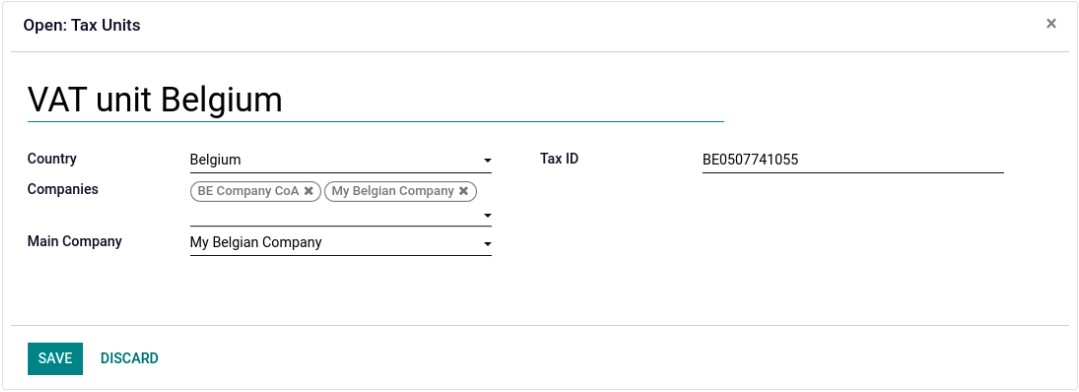 Open: Tax Units ×
VAT unit Belgium
Country Belgium Tax ID BE0507741055
Companies BE Company CoA ✖ My Belgian Company ✖
Main Company My Belgian Company
SAVE DISCARD